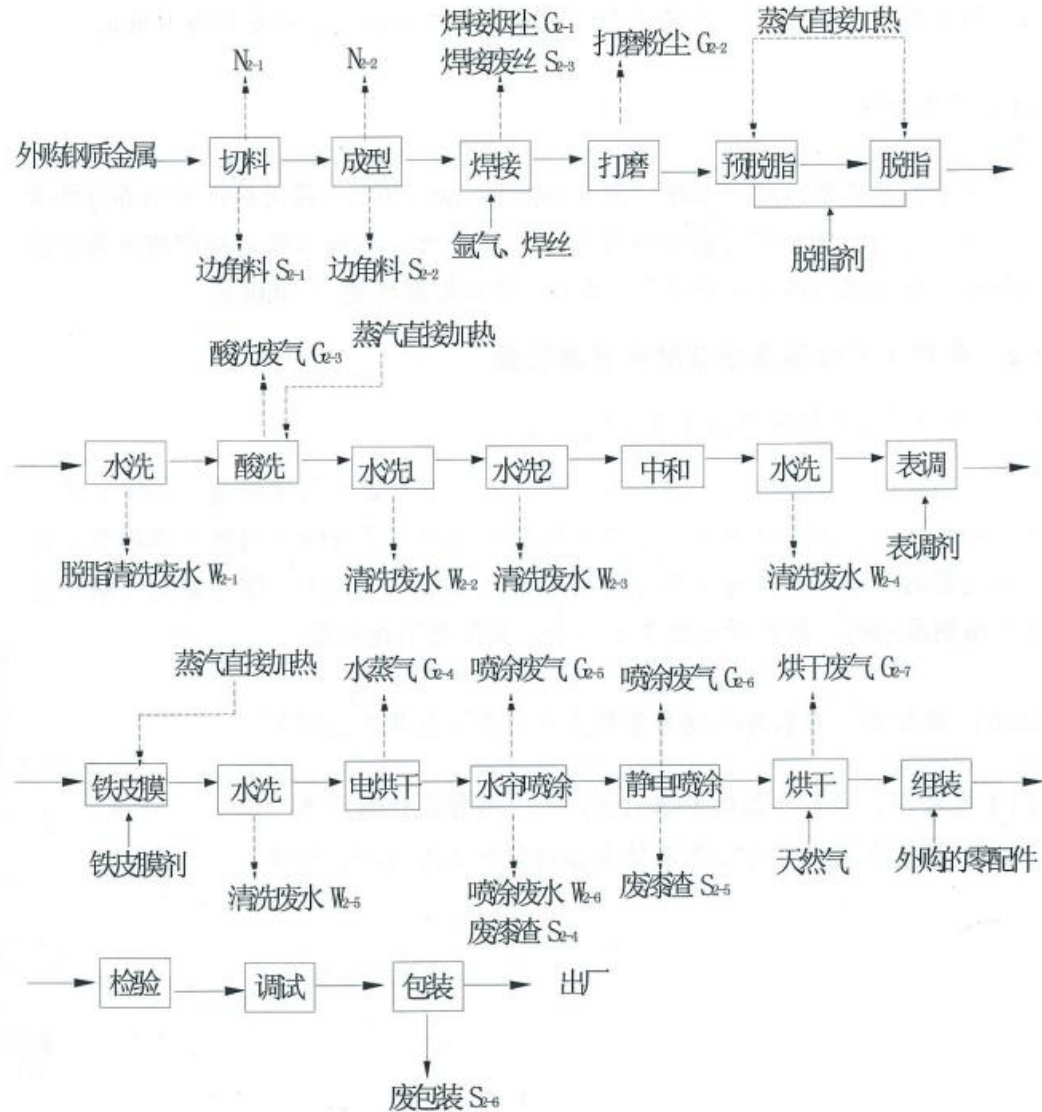 焊接烟尘 G₂₋₁
焊接废丝 S₂₋₃
打磨粉尘 G₂₋₂
蒸汽直接加热
N₂₋₁
N₂₋₂
外购钢质金属
切料
成型
焊接
打磨
预脱脂
脱脂
边角料 S₂₋₁
边角料 S₂₋₂
氩气、焊丝
脱脂剂
酸洗废气 G₂₋₃
蒸汽直接加热
水洗
酸洗
水洗1
水洗2
中和
水洗
表调
脱脂清洗废水 W₂₋₁
清洗废水 W₂₋₂
清洗废水 W₂₋₃
清洗废水 W₂₋₄
表调剂
蒸汽直接加热
水蒸气 G₂₋₄
喷涂废气 G₂₋₅
喷涂废气 G₂₋₆
烘干废气 G₂₋₇
铁皮膜
水洗
电烘干
水帘喷涂
静电喷涂
烘干
组装
铁皮膜剂
清洗废水 W₂₋₅
喷涂废水 W₂₋₆
废漆渣 S₂₋₄
废漆渣 S₂₋₅
天然气
外购的零配件
检验
调试
包装
出厂
废包装 S₂₋₆